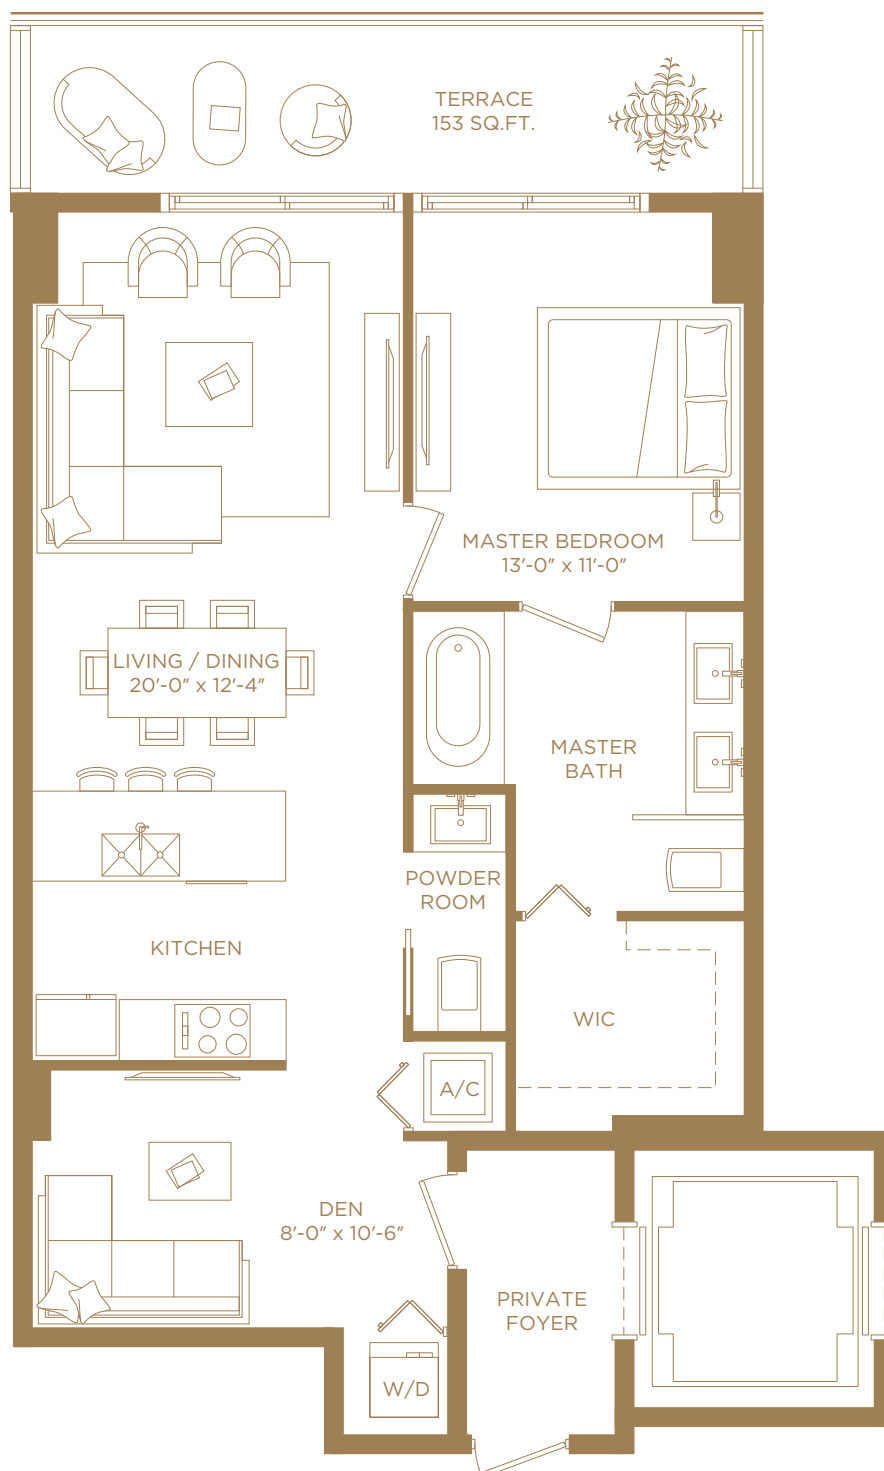 TERRACE
153 SQ.FT.
MASTER BEDROOM
13'-0" x 11'-0"
LIVING / DINING
20'-0" x 12'-4"
MASTER
BATH
POWDER
ROOM
KITCHEN
WIC
A/C
DEN
8'-0" x 10'-6"
PRIVATE
FOYER
W/D